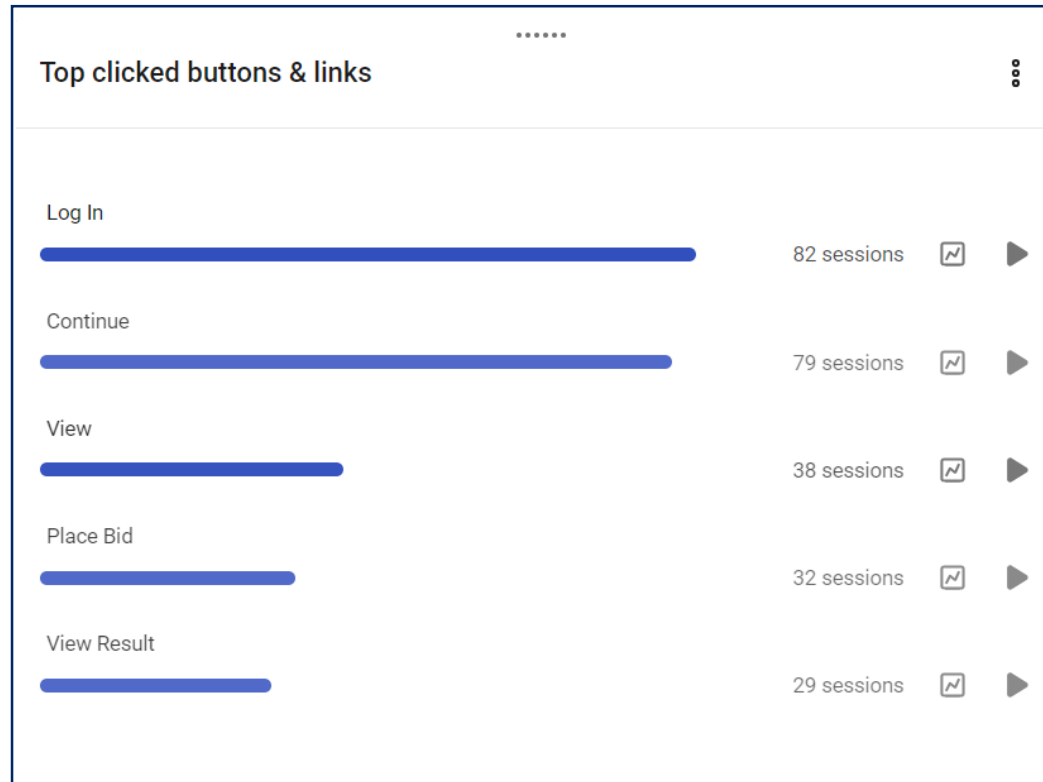 Top clicked buttons & links
Log In
82 sessions
Continue
79 sessions
View
38 sessions
Place Bid
32 sessions
View Result
29 sessions